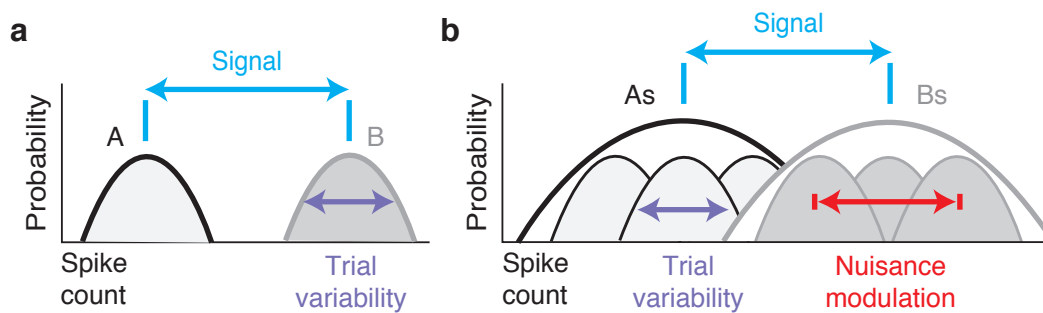 a
Signal
A
B
Probability
Spike
count
Trial
variability
b
Signal
As
Bs
Probability
Spike
count
Trial
variability
Nuisance
modulation